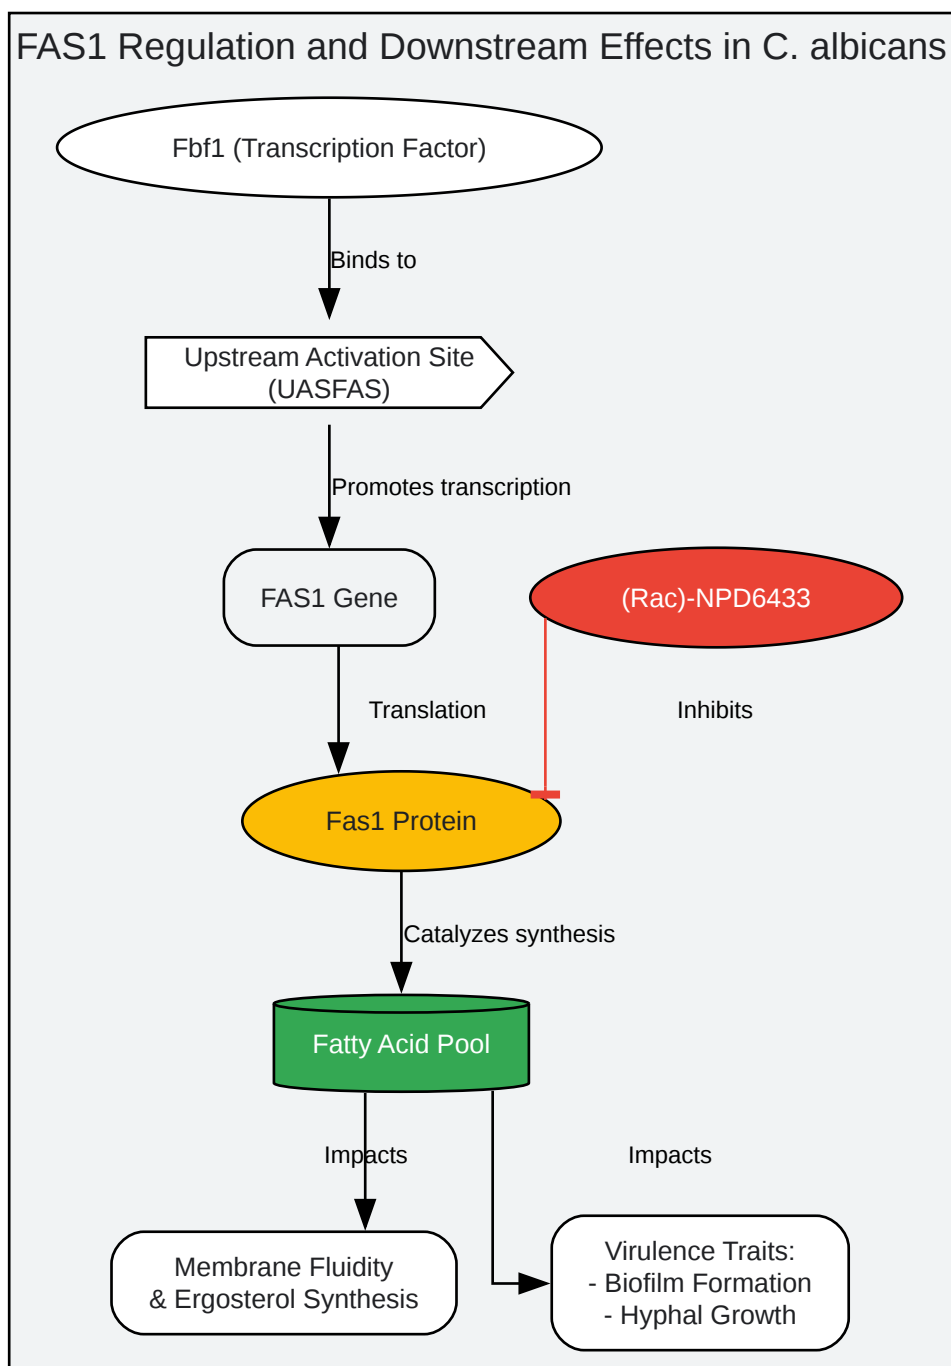 FAS1 Regulation and Downstream Effects in C. albicans
Fbf1 (Transcription Factor)
Binds to
Upstream Activation Site
(UASFAS)
Promotes transcription
FAS1 Gene
(Rac)-NPD6433
Translation
Inhibits
Fas1 Protein
Catalyzes synthesis
Fatty Acid Pool
Impacts
Impacts
Membrane Fluidity
& Ergosterol Synthesis
Virulence Traits:
- Biofilm Formation
- Hyphal Growth